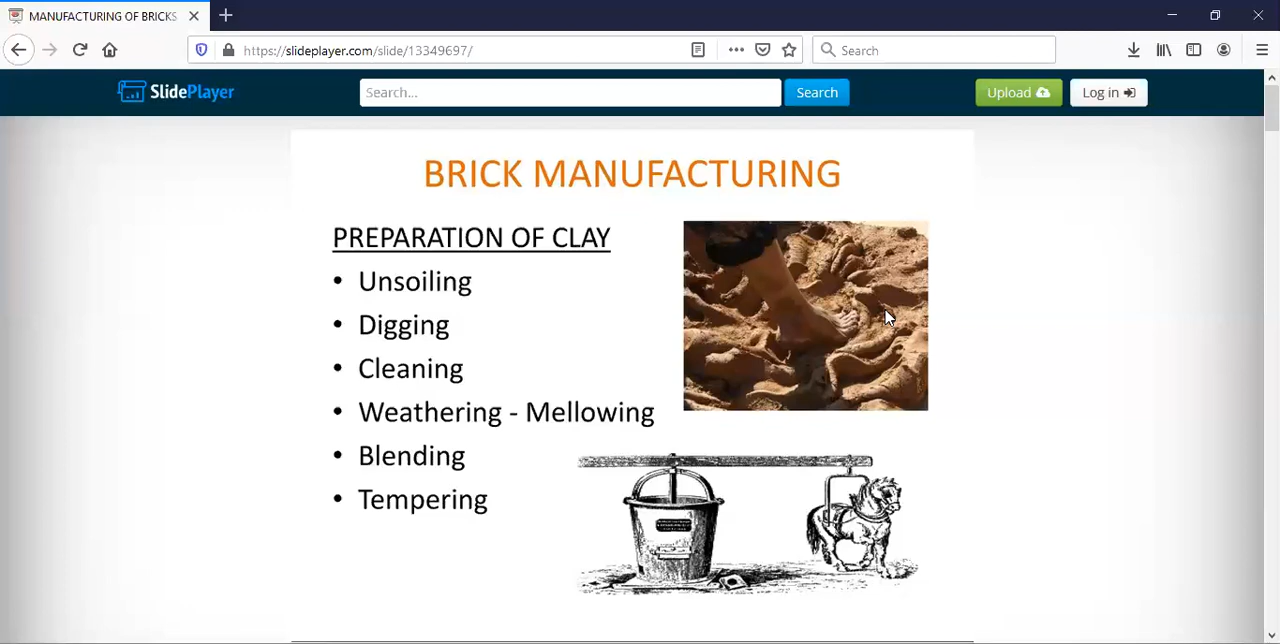 MANUFACTURING OF BRICKS
https://slideplayer.com/slide/13349697/
Search
SlidePlayer
Search...
Search
Upload
Log in
BRICK MANUFACTURING
PREPARATION OF CLAY
• Unsoiling
• Digging
• Cleaning
• Weathering - Mellowing
• Blending
• Tempering